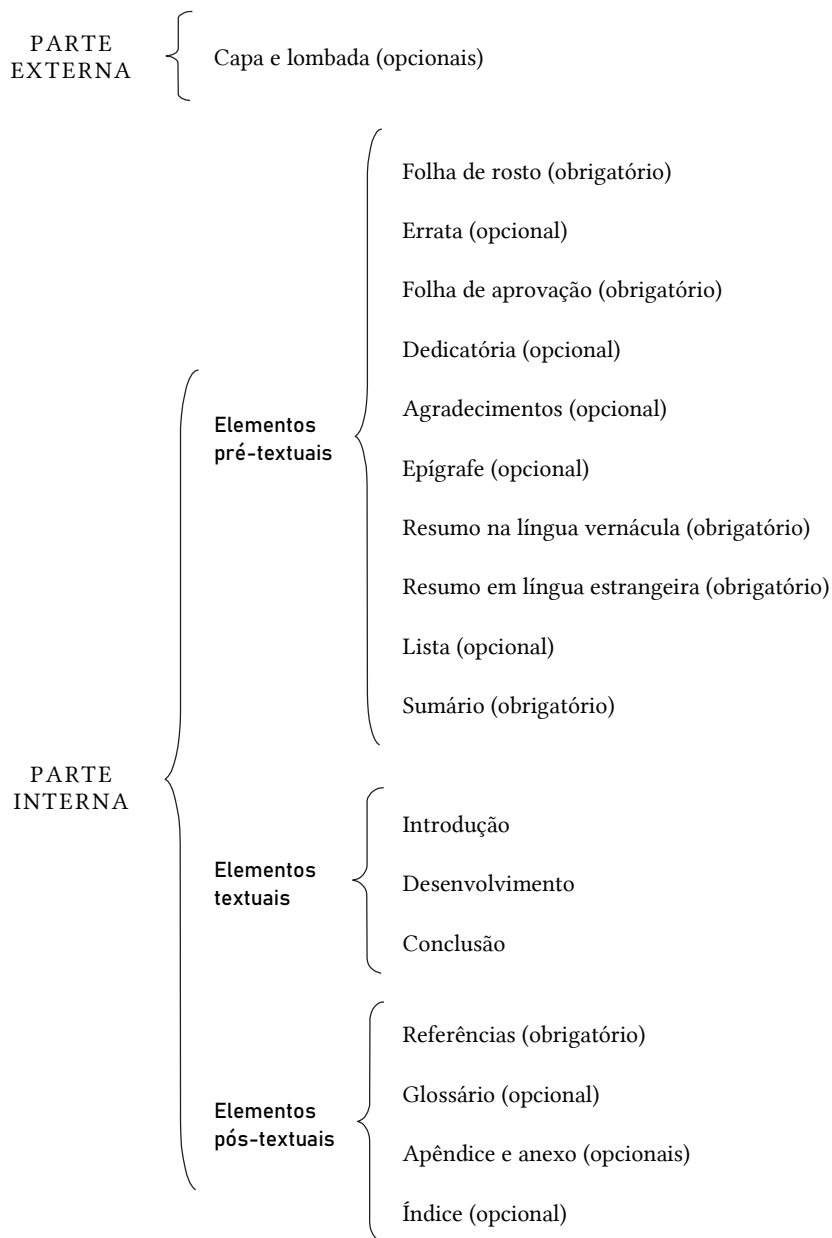 PARTE
EXTERNA
Capa e lombada (opcionais)
Folha de rosto (obrigatório)
Errata (opcional)
Folha de aprovação (obrigatório)
Dedicatória (opcional)
Agradecimentos (opcional)
Elementos
pré-textuais
Epígrafe (opcional)
Resumo na língua vernácula (obrigatório)
Resumo em língua estrangeira (obrigatório)
Lista (opcional)
Sumário (obrigatório)
PARTE
INTERNA
Introdução
Elementos
textuais
Desenvolvimento
Conclusão
Referências (obrigatório)
Glossário (opcional)
Elementos
pós-textuais
Apêndice e anexo (opcionais)
Índice (opcional)